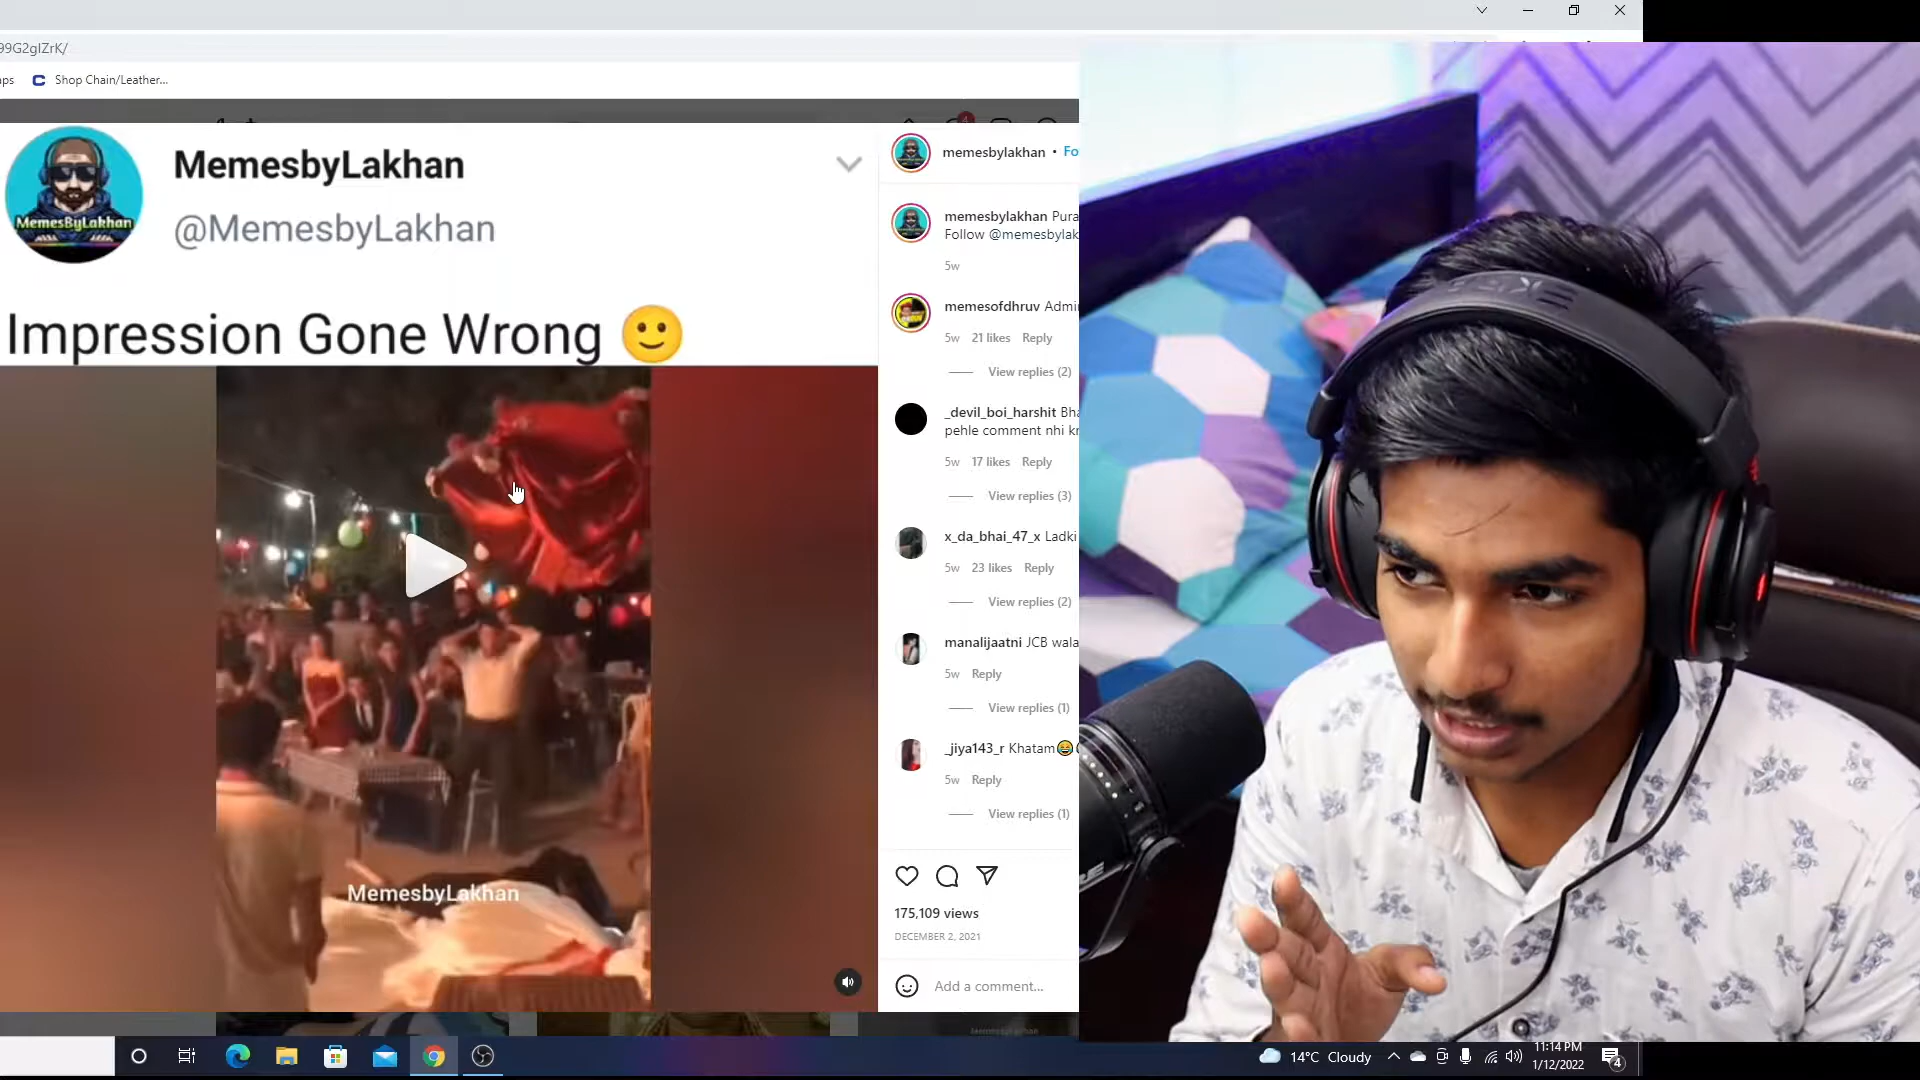 99G2gIZrK/
aps
Shop Chain/Leather...
4
MemesByLakhan
MemesbyLakhan
@MemesbyLakhan
Impression Gone Wrong 🙂
MemesbyLakhan
memesbylakhan • Fo
memesbylakhan Pura
Follow @memesbylak
5w
memesofdhruv Admi
5w 21 likes Reply
View replies (2)
_devil_boi_harshit Bha
pehle comment nhi kr
5w 17 likes Reply
View replies (3)
x_da_bhai_47_x Ladki
5w 23 likes Reply
View replies (2)
manalijaatni JCB wala
5w Reply
View replies (1)
_jiya143_r Khatam😂
5w Reply
View replies (1)
175,109 views
DECEMBER 2, 2021
Add a comment...
14°C Cloudy
11:14 PM
1/12/2022
4